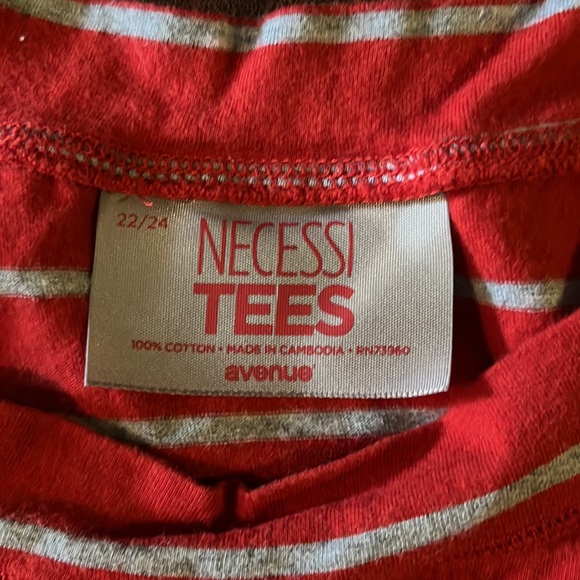 22/24
NECESSI
TEES
100% COTTON • MADE IN CAMBODIA • RN73960
avenue